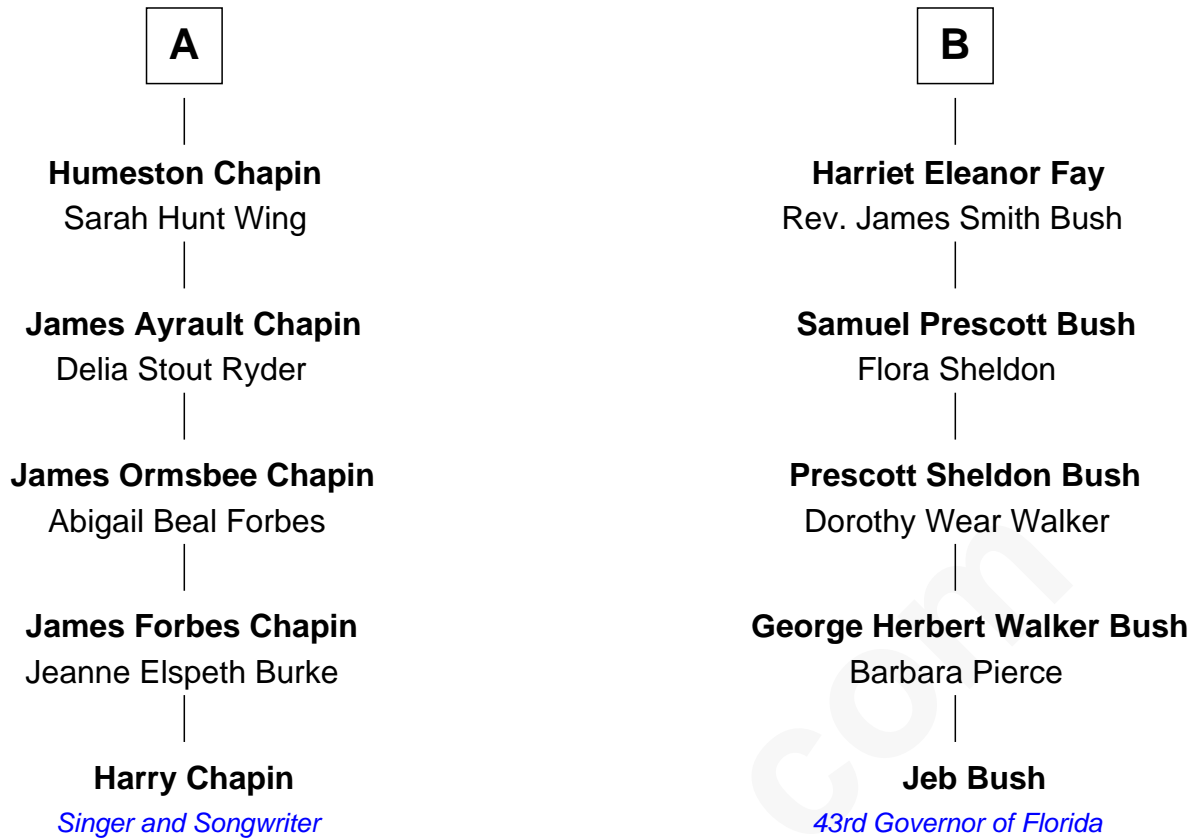 A
Humeston Chapin
Sarah Hunt Wing
James Ayrault Chapin
Delia Stout Ryder
James Ormsbee Chapin
Abigail Beal Forbes
James Forbes Chapin
Jeanne Elspeth Burke
Harry Chapin
Singer and Songwriter
B
Harriet Eleanor Fay
Rev. James Smith Bush
Samuel Prescott Bush
Flora Sheldon
Prescott Sheldon Bush
Dorothy Wear Walker
George Herbert Walker Bush
Barbara Pierce
Jeb Bush
43rd Governor of Florida
com